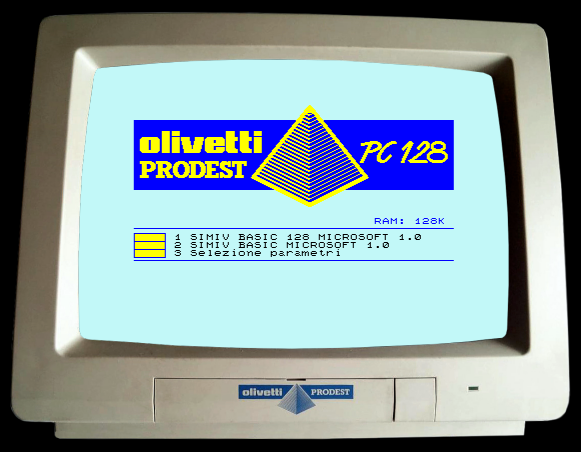 olivetti
PRODEST
PC 128
RAM: 128K
1 SIMIV BASIC 128 MICROSOFT 1.0
2 SIMIV BASIC MICROSOFT 1.0
3 Selezione parametri
olivetti PRODEST